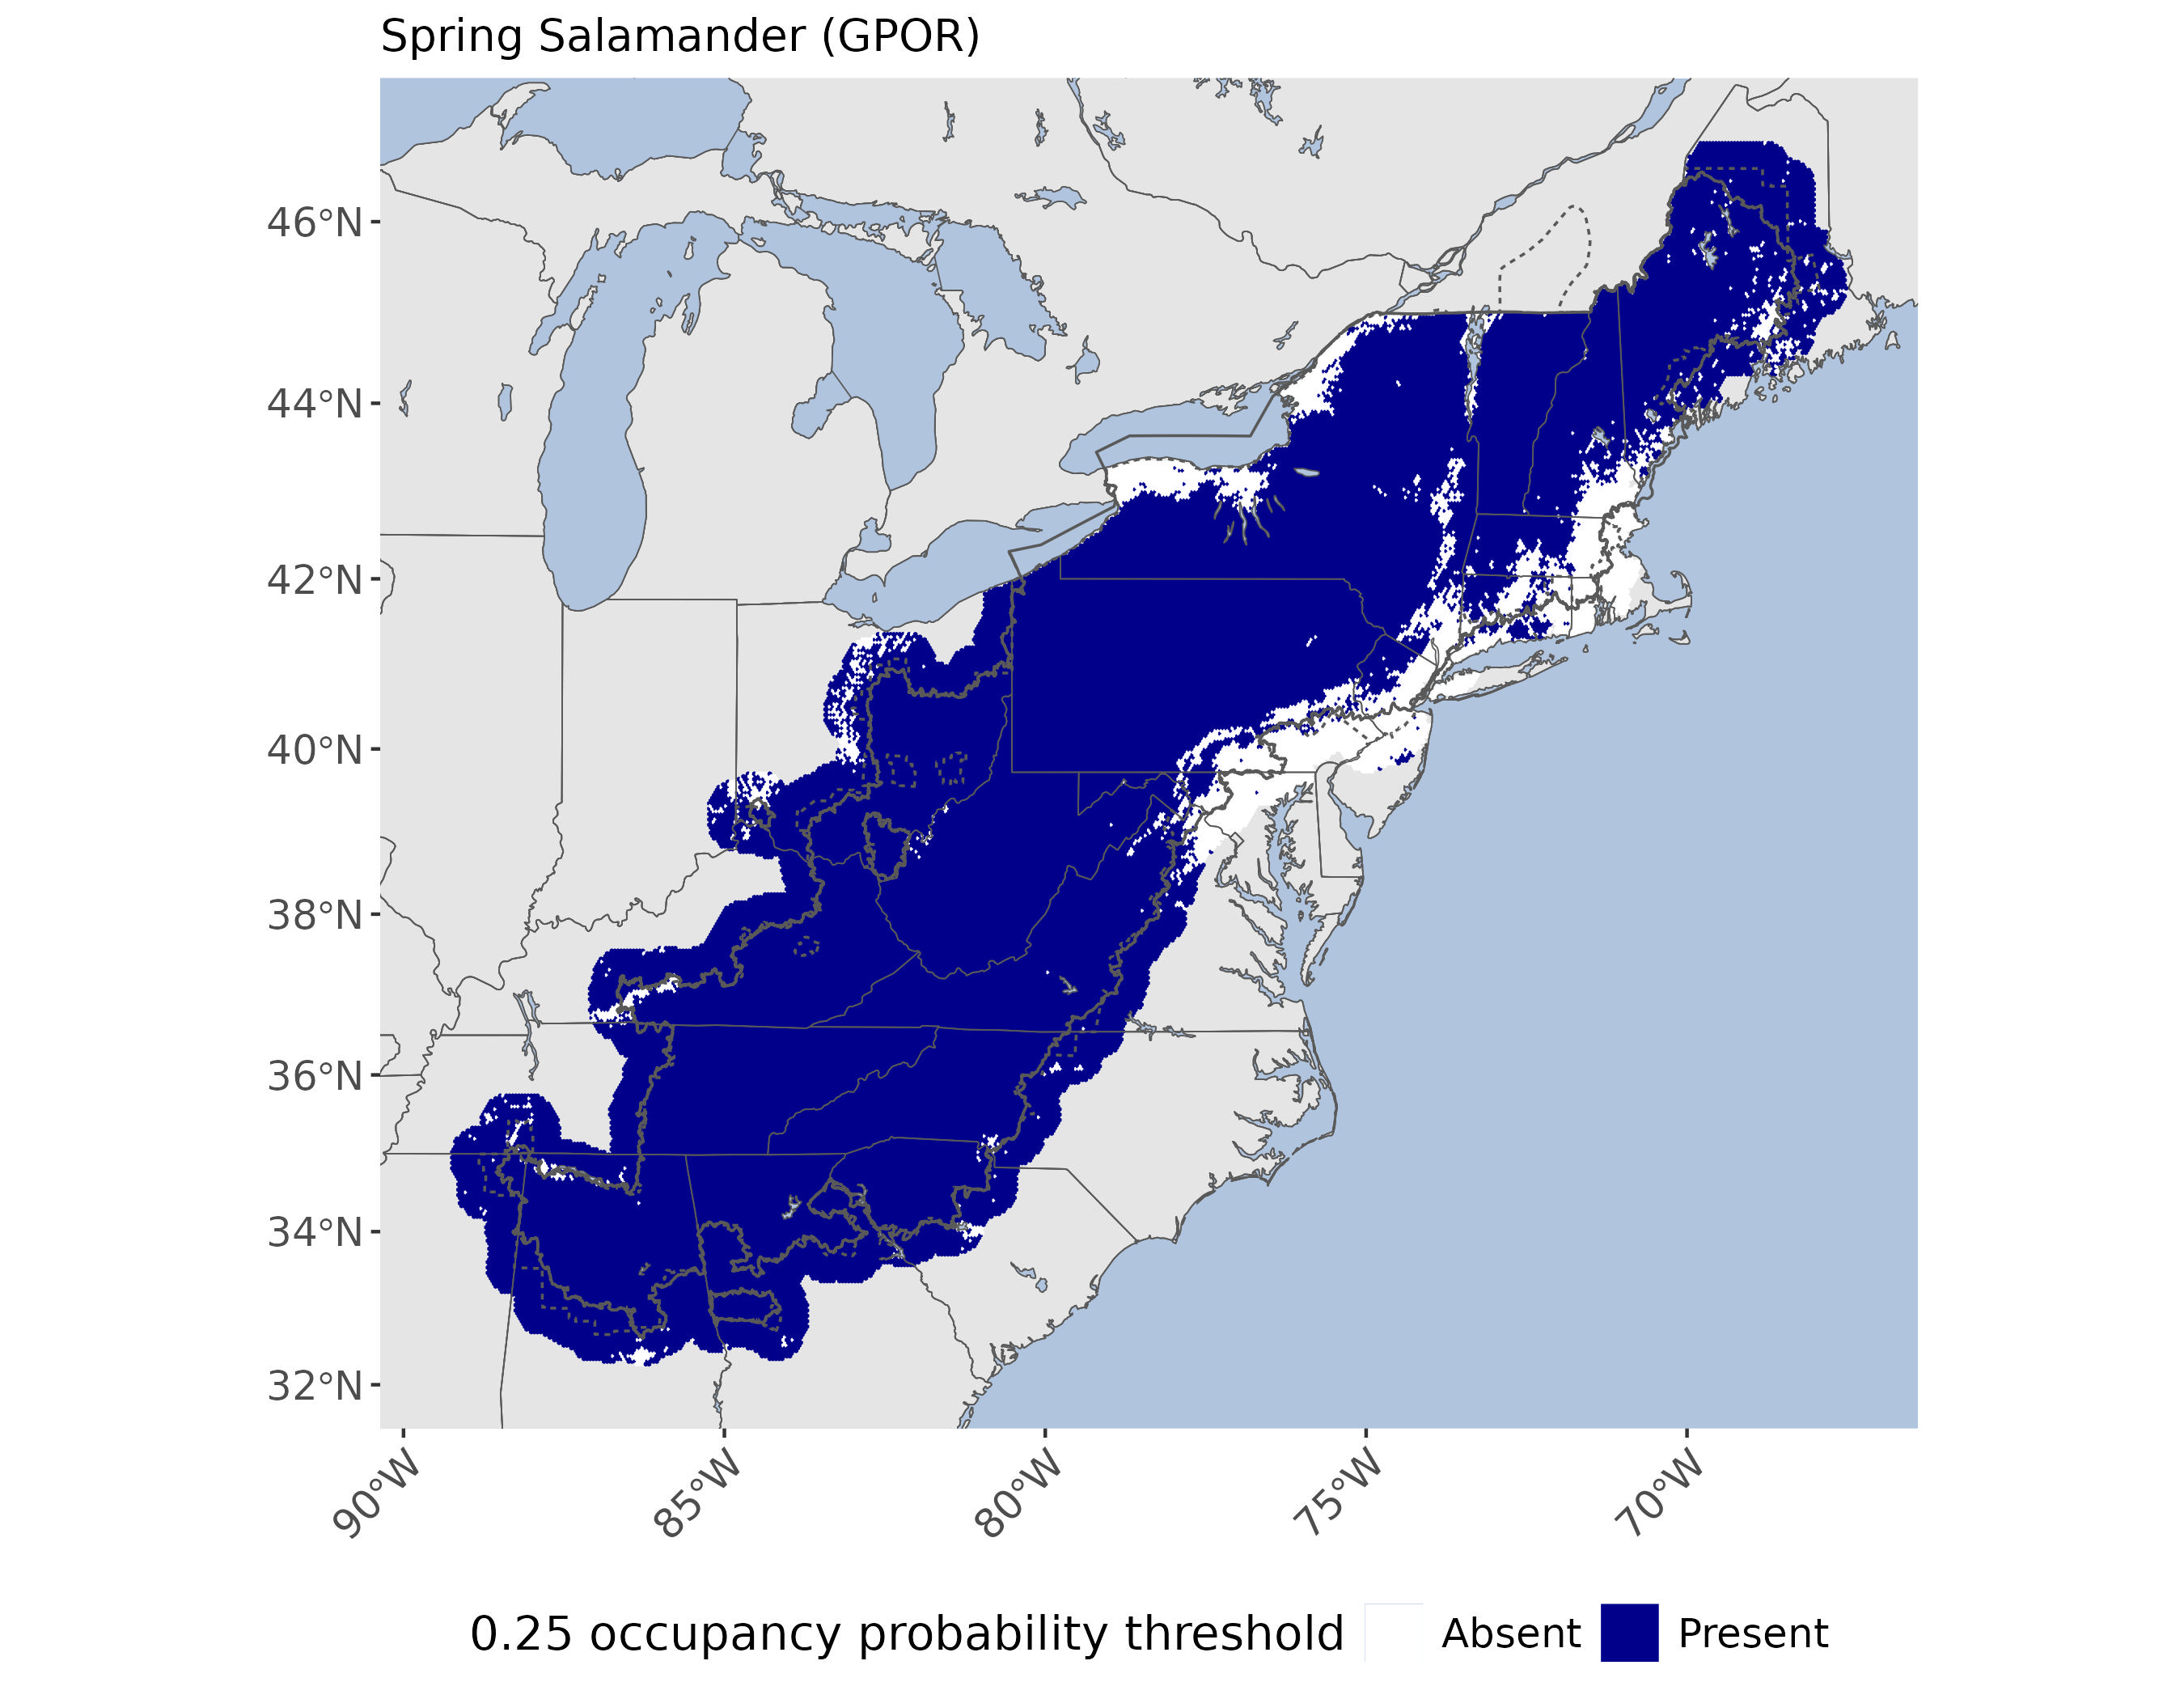 Spring Salamander (GPOR)
46°N
44°N
42°N
40°N
38°N
36°N
34°N
32°N
90°W
85°W
80°W
75°W
70°W
0.25 occupancy probability threshold Absent Present